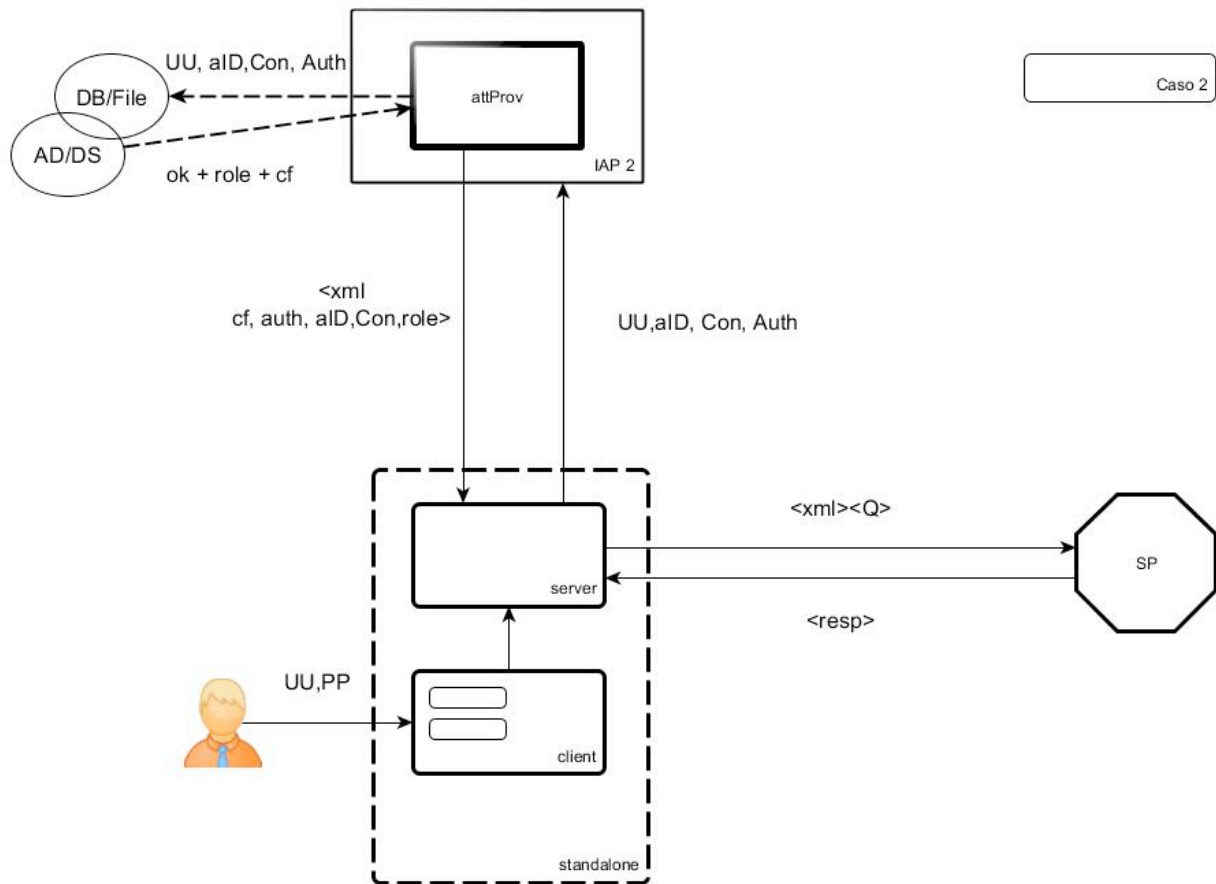 UU, aID,Con, Auth
DB/File
AD/DS
ok + role + cf
attProv
IAP 2
Caso 2
<xml
cf, auth, aID,Con,role>
UU,aID, Con, Auth
<xml><Q>
server
SP
<resp>
UU,PP
client
standalone